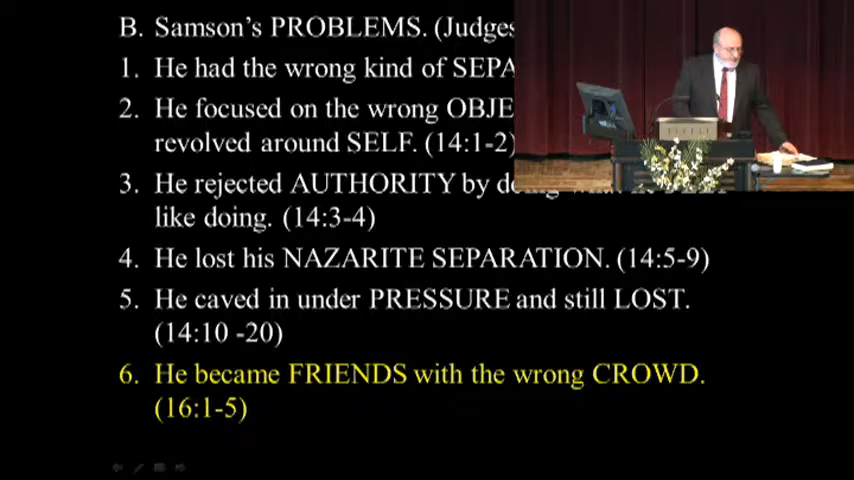 B. Samson's PROBLEMS. (Judges
1. He had the wrong kind of SEPA
2. He focused on the wrong OBJE
revolved around SELF. (14:1-2)
3. He rejected AUTHORITY by
like doing. (14:3-4)
4. He lost his NAZARITE SEPARATION. (14:5-9)
5. He caved in under PRESSURE and still LOST.
(14:10 -20)
6. He became FRIENDS with the wrong CROWD.
(16:1-5)